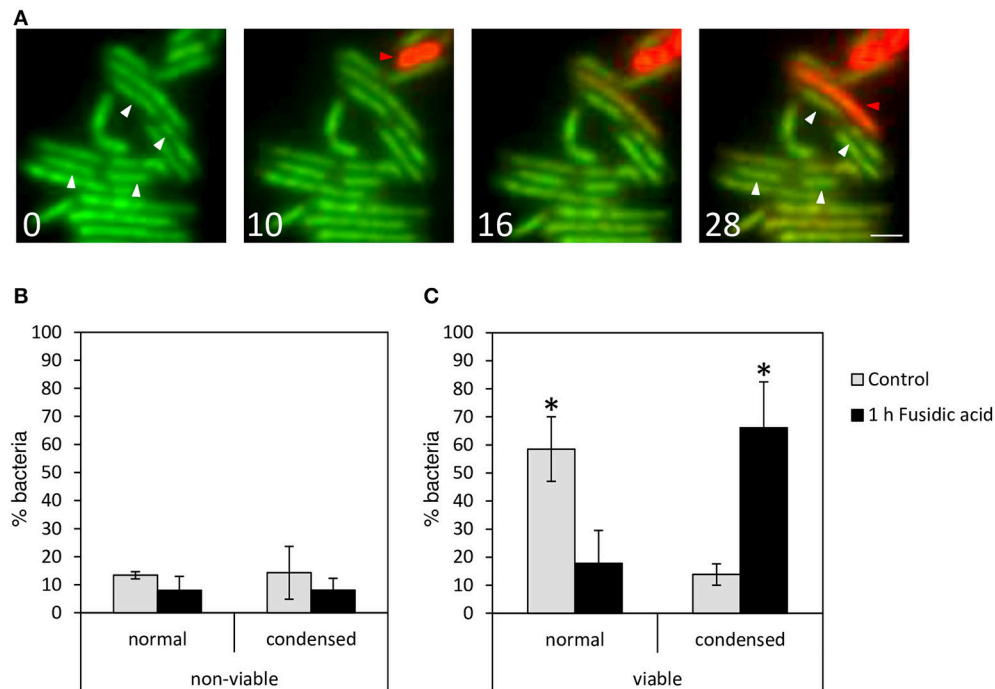 A
0
10
16
28
B
100
90
80
70
60
50
40
30
20
10
0
% bacteria
normal
condensed
non-viable
C
100
90
80
70
60
50
40
30
20
10
0
% bacteria
*
*
normal
condensed
viable
Control
1 h Fusidic acid